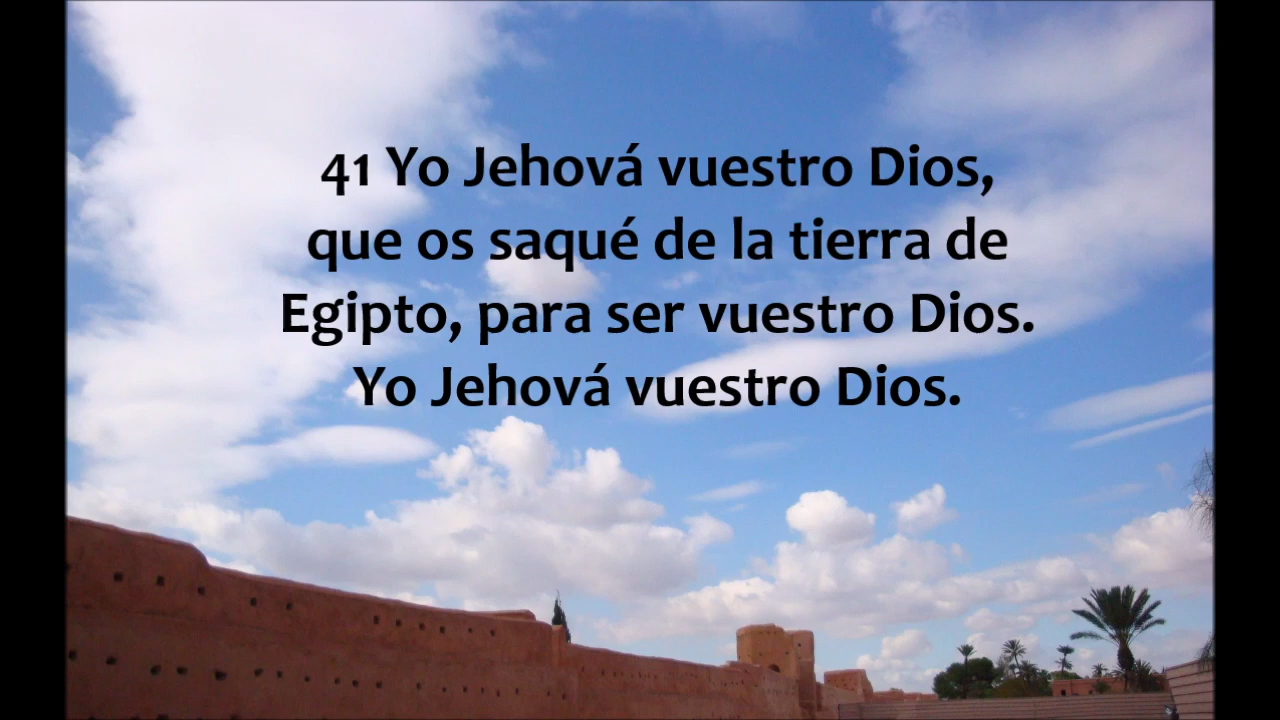 41 Yo Jehová vuestro Dios,
que os saqué de la tierra de
Egipto, para ser vuestro Dios.
Yo Jehová vuestro Dios.